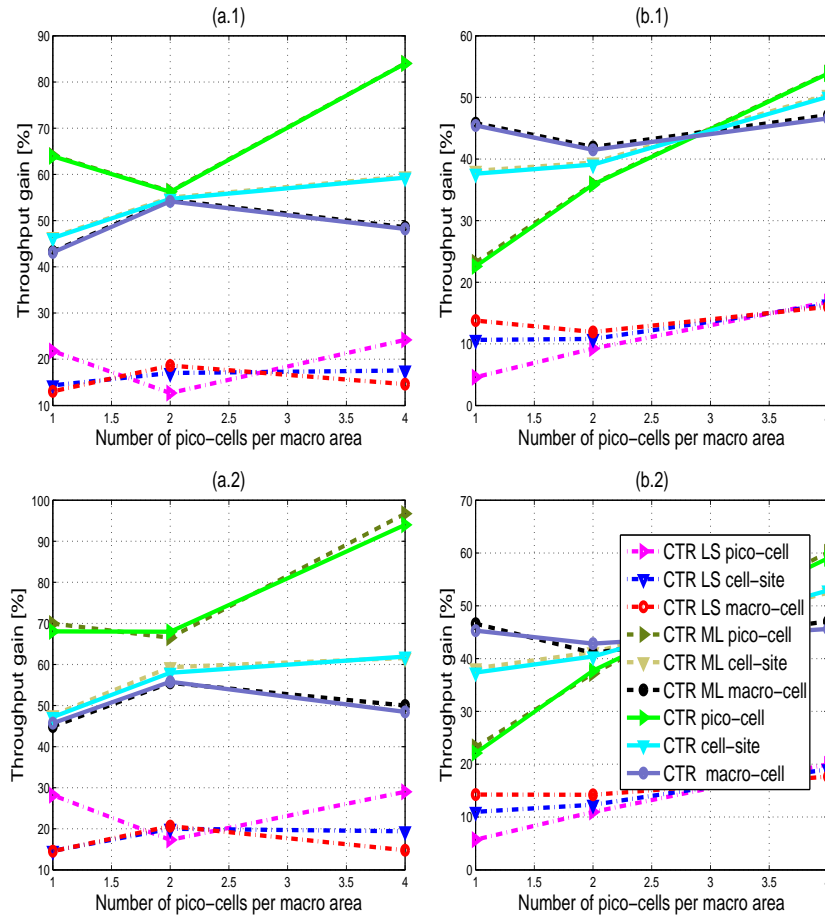 (a.1)
Throughput gain [%]
90
80
70
60
50
40
30
20
10
1 1.5 2 2.5 3 3.5 4
Number of pico-cells per macro area
(b.1)
Throughput gain [%]
60
50
40
30
20
10
0
1 1.5 2 2.5 3 3.5
Number of pico-cells per macro area
(a.2)
Throughput gain [%]
100
90
80
70
60
50
40
30
20
10
1 1.5 2 2.5 3 3.5 4
Number of pico-cells per macro area
(b.2)
Throughput gain [%]
70
60
50
40
30
20
10
0
CTR LS pico-cell
CTR LS cell-site
CTR LS macro-cell
CTR ML pico-cell
CTR ML cell-site
CTR ML macro-cell
CTR pico-cell
CTR cell-site
CTR macro-cell
1 1.5 2 2.5 3 3.5
Number of pico-cells per macro area